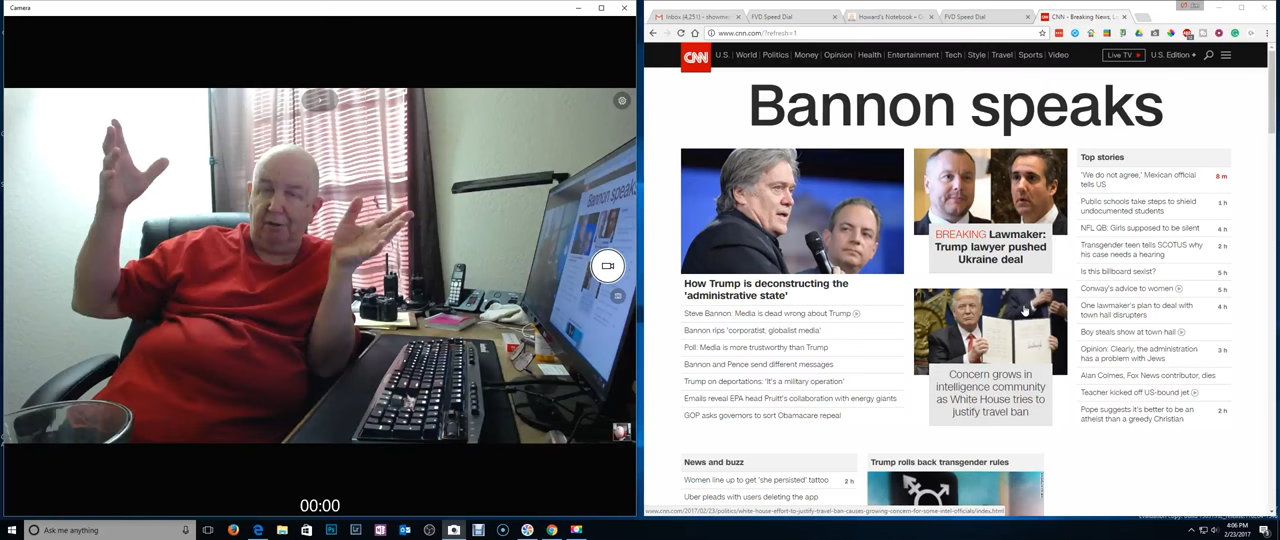 Camera
Inbox (4,251) - showme
FVD Speed Dial
Howard's Notebook - G
FVD Speed Dial
CNN - Breaking News, La
www.cnn.com/?refresh=1
CNN
U.S. World Politics Money Opinion Health Entertainment Tech Style Travel Sports Video
Live TV
U.S. Edition
Bannon speaks
Bannon speaks
How Trump is deconstructing the
'administrative state'
Steve Bannon: Media is dead wrong about Trump
Bannon rips 'corporatist, globalist media'
Poll: Media is more trustworthy than Trump
Bannon and Pence send different messages
Trump on deportations: 'It's a military operation'
Emails reveal EPA head Pruitt's collaboration with energy giants
GOP asks governors to sort Obamacare repeal
BREAKING Lawmaker:
Trump lawyer pushed
Ukraine deal
Concern grows in
intelligence community
as White House tries to
justify travel ban
Top stories
'We do not agree,' Mexican official
tells US
8 m
Public schools take steps to shield
undocumented students
1 h
NFL QB: Girls supposed to be silent
4 h
Transgender teen tells SCOTUS why
his case needs a hearing
2 h
Is this billboard sexist?
5 h
Conway's advice to women
5 h
One lawmaker's plan to deal with
town hall disrupters
4 h
Boy steals show at town hall
Opinion: Clearly, the administration
has a problem with Jews
3 h
Alan Colmes, Fox News contributor, dies
Teacher kicked off US-bound jet
Pope suggests it's better to be an
atheist than a greedy Christian
2 h
News and buzz
Women line up to get 'she persisted' tattoo
2 h
Uber pleads with users deleting the app
Trump rolls back transgender rules
www.cnn.com/2017/02/23/politics/white-house-effort-to-justify-travel-ban-causes-growing-concern-for-some-intel-officials/index.html
00:00
Ask me anything
4:06 PM
2/23/2017